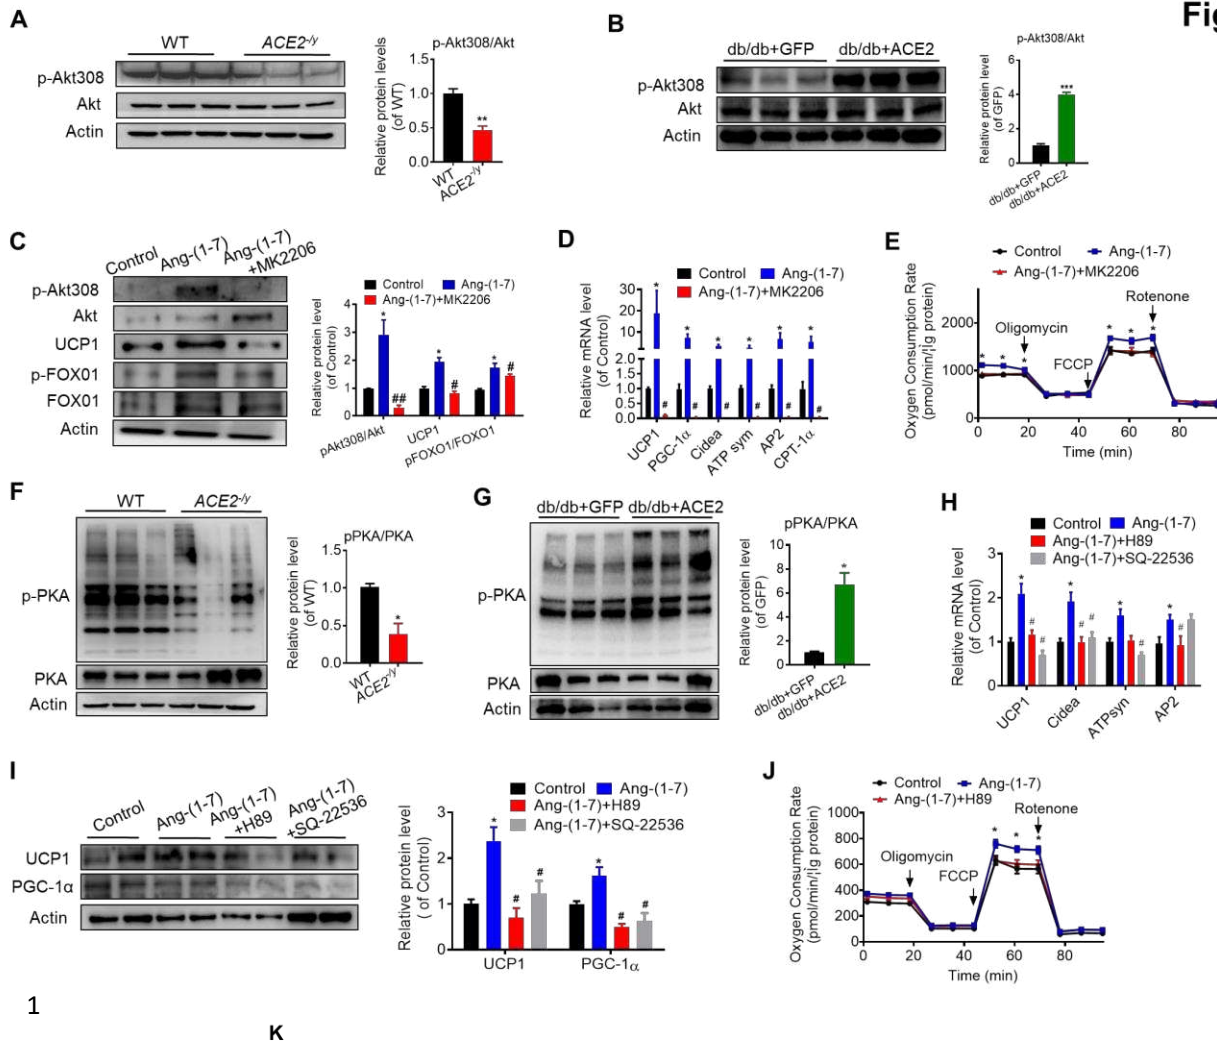 Fig
A
WT ACE2-/y
p-Akt308
Akt
Actin
p-Akt308/Akt
Relative protein levels
(of WT)
1.5
1.0
0.5
0.0
**
WT
ACE2-/y
B
db/db+GFP db/db+ACE2
p-Akt308
Akt
Actin
p-Akt308/Akt
Relative protein level
(of GFP)
6
4
2
0
***
db/db+GFP
db/db+ACE2
C
Control Ang-(1-7) Ang-(1-7)
+MK2206
p-Akt308
Akt
UCP1
p-FOX01
FOX01
Actin
Control Ang-(1-7)
Ang-(1-7)+MK2206
Relative protein level
(of Control)
4
3
2
1
0
* ## * # * #
pAkt308/Akt
UCP1
pFOXO1/FOXO1
D
Control Ang-(1-7)
Ang-(1-7)+MK2206
Relative mRNA level
(of Control)
30
20
10
2.0
1.5
1.0
0.5
0.0
* * * * * *
# # # # # #
UCP1 PGC-1α Cidea ATP sym AP2 CPT-1α
E
Control Ang-(1-7)
Ang-(1-7)+MK2206
Oxygen Consumption Rate
(pmol/min/¦g protein)
2000
1000
0
Oligomycin
FCCP
Rotenone
* * * * * *
0 20 40 60 80
Time (min)
F
WT ACE2-/y
p-PKA
PKA
Actin
pPKA/PKA
Relative protein level
(of WT)
1.5
1.0
0.5
0.0
*
WT
ACE2-/y
G
db/db+GFP db/db+ACE2
p-PKA
PKA
Actin
pPKA/PKA
Relative protein level
(of GFP)
10
8
6
4
2
0
*
db/db+GFP
db/db+ACE2
H
Control Ang-(1-7)
Ang-(1-7)+H89
Ang-(1-7)+SQ-22536
Relative mRNA level
(of Control)
3
2
1
0
* # # * # # * # * #
UCP1 Cidea ATPsyn AP2
I
Control Ang-(1-7) Ang-(1-7)
+H89 Ang-(1-7)
+SQ-22536
UCP1
PGC-1α
Actin
Control Ang-(1-7)
Ang-(1-7)+H89
Ang-(1-7)+SQ-22536
Relative protein level
( of Control)
3
2
1
0
* # # * # #
UCP1 PGC-1α
J
Control Ang-(1-7)
Ang-(1-7)+H89
Oxygen Consumption Rate
(pmol/min/¦g protein)
1000
800
600
400
200
0
Oligomycin
FCCP
Rotenone
* * *
0 20 40 60 80
Time (min)
1
K